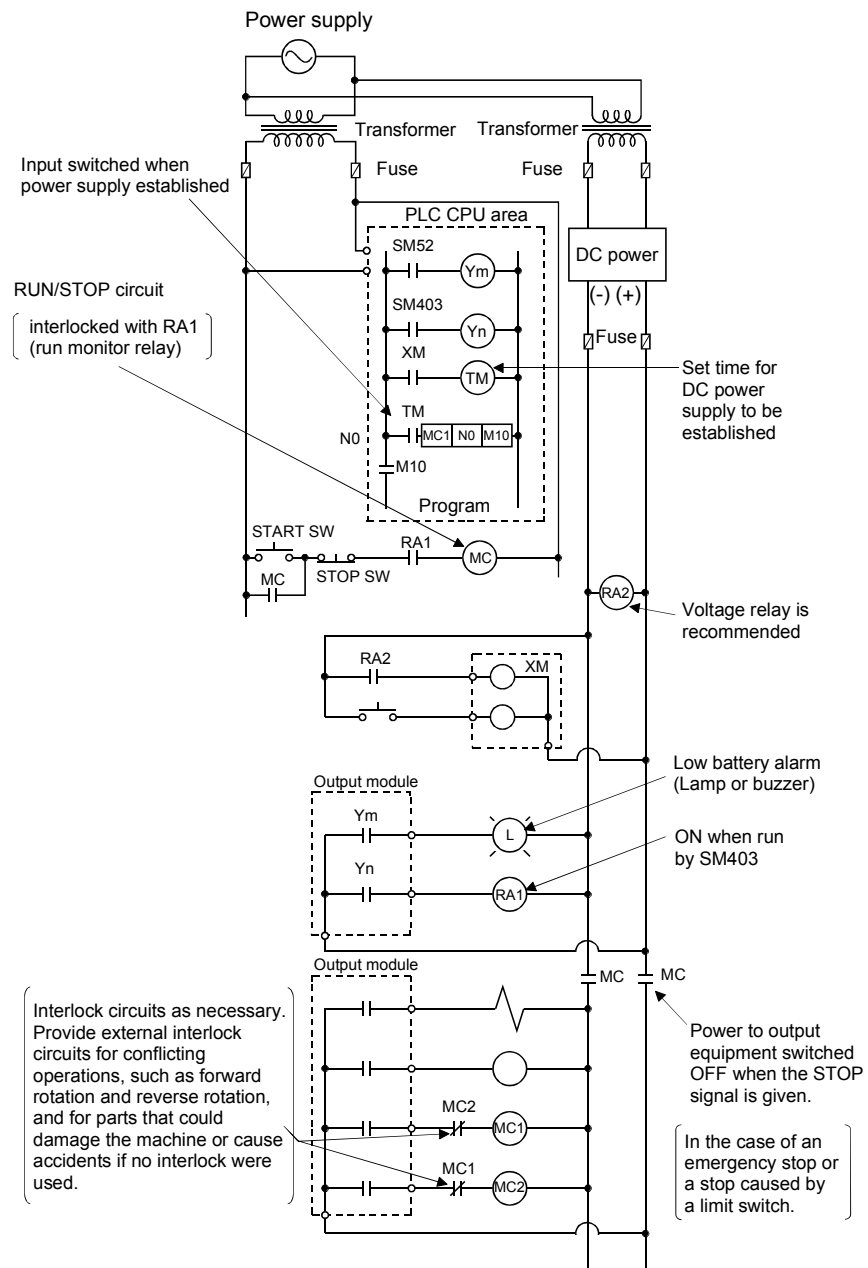 Power supply
Transformer
Transformer
Fuse
Fuse
Input switched when
power supply established
PLC CPU area
SM52
Ym
DC power
(-) (+)
RUN/STOP circuit
interlocked with RA1
(run monitor relay)
SM403
Yn
Fuse
XM
TM
Set time for
DC power
supply to be
established
TM
N0
MC1 N0 M10
M10
Program
START SW
RA1
MC
STOP SW
MC
RA2
Voltage relay is
recommended
RA2
XM
Low battery alarm
(Lamp or buzzer)
Output module
Ym
L
ON when run
by SM403
Yn
RA1
Output module
MC
MC
Interlock circuits as necessary.
Provide external interlock
circuits for conflicting
operations, such as forward
rotation and reverse rotation,
and for parts that could
damage the machine or cause
accidents if no interlock were
used.
Power to output
equipment switched
OFF when the STOP
signal is given.
MC2
MC1
MC1
MC2
In the case of an
emergency stop or
a stop caused by
a limit switch.